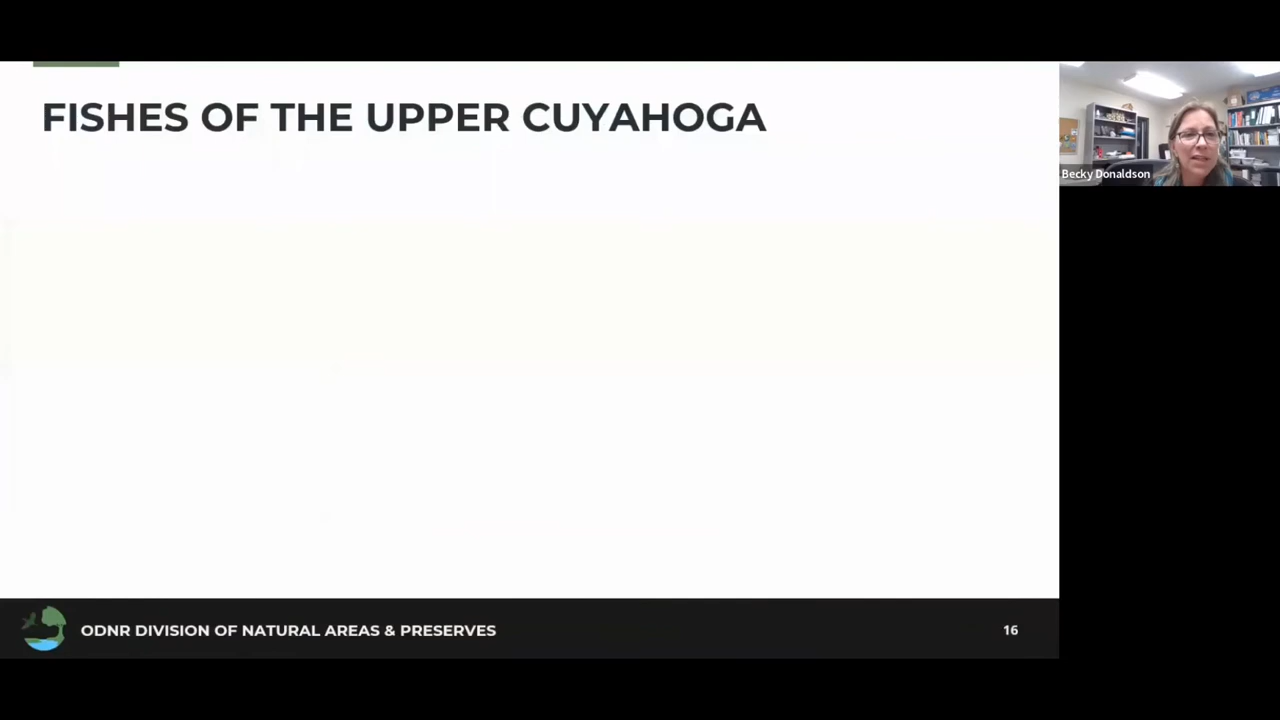 FISHES OF THE UPPER CUYAHOGA
Becky Donaldson
ODNR DIVISION OF NATURAL AREAS & PRESERVES
16